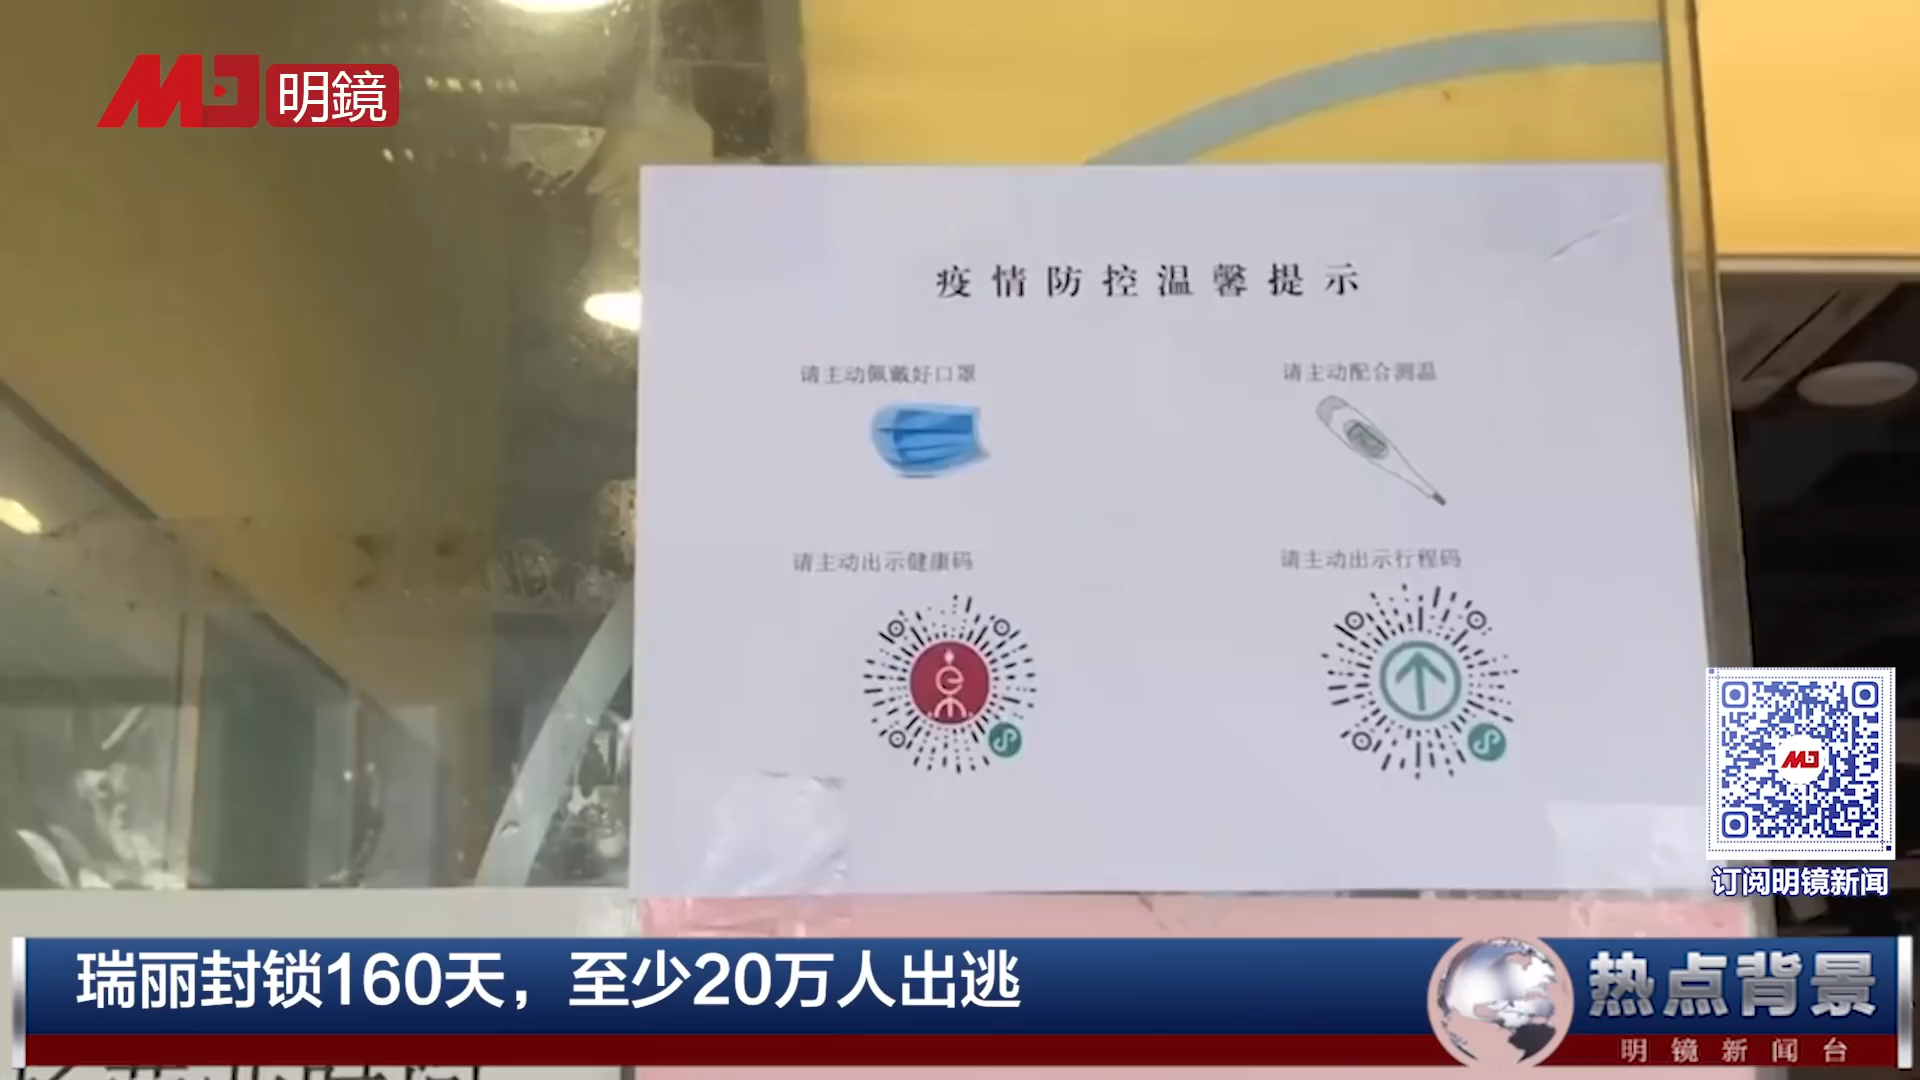 明鏡
疫情防控温馨提示
请主动佩戴好口罩
请主动配合测温
请主动出示健康码
请主动出示行程码
订阅明镜新闻
瑞丽封锁160天，至少20万人出逃
热点背景
明镜新闻台